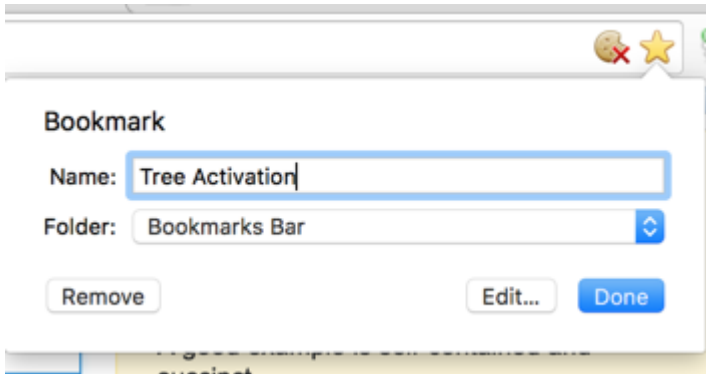 Bookmark
Name: Tree Activation
Folder: Bookmarks Bar
Remove Edit... Done
A good example is self contained and
succinct